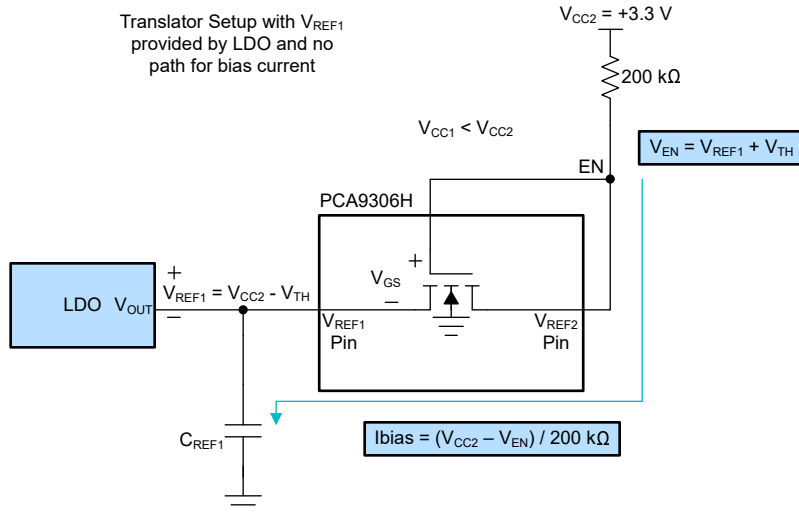 Translator Setup with VREF1
provided by LDO and no
path for bias current
VCC2 = +3.3 V
200 kΩ
VCC1 < VCC2
VEN = VREF1 + VTH
EN
PCA9306H
+
VGS
–
LDO VOUT
+
VREF1 = VCC2 - VTH
–
VREF1
Pin
VREF2
Pin
CREF1
Ibias = (VCC2 – VEN) / 200 kΩ